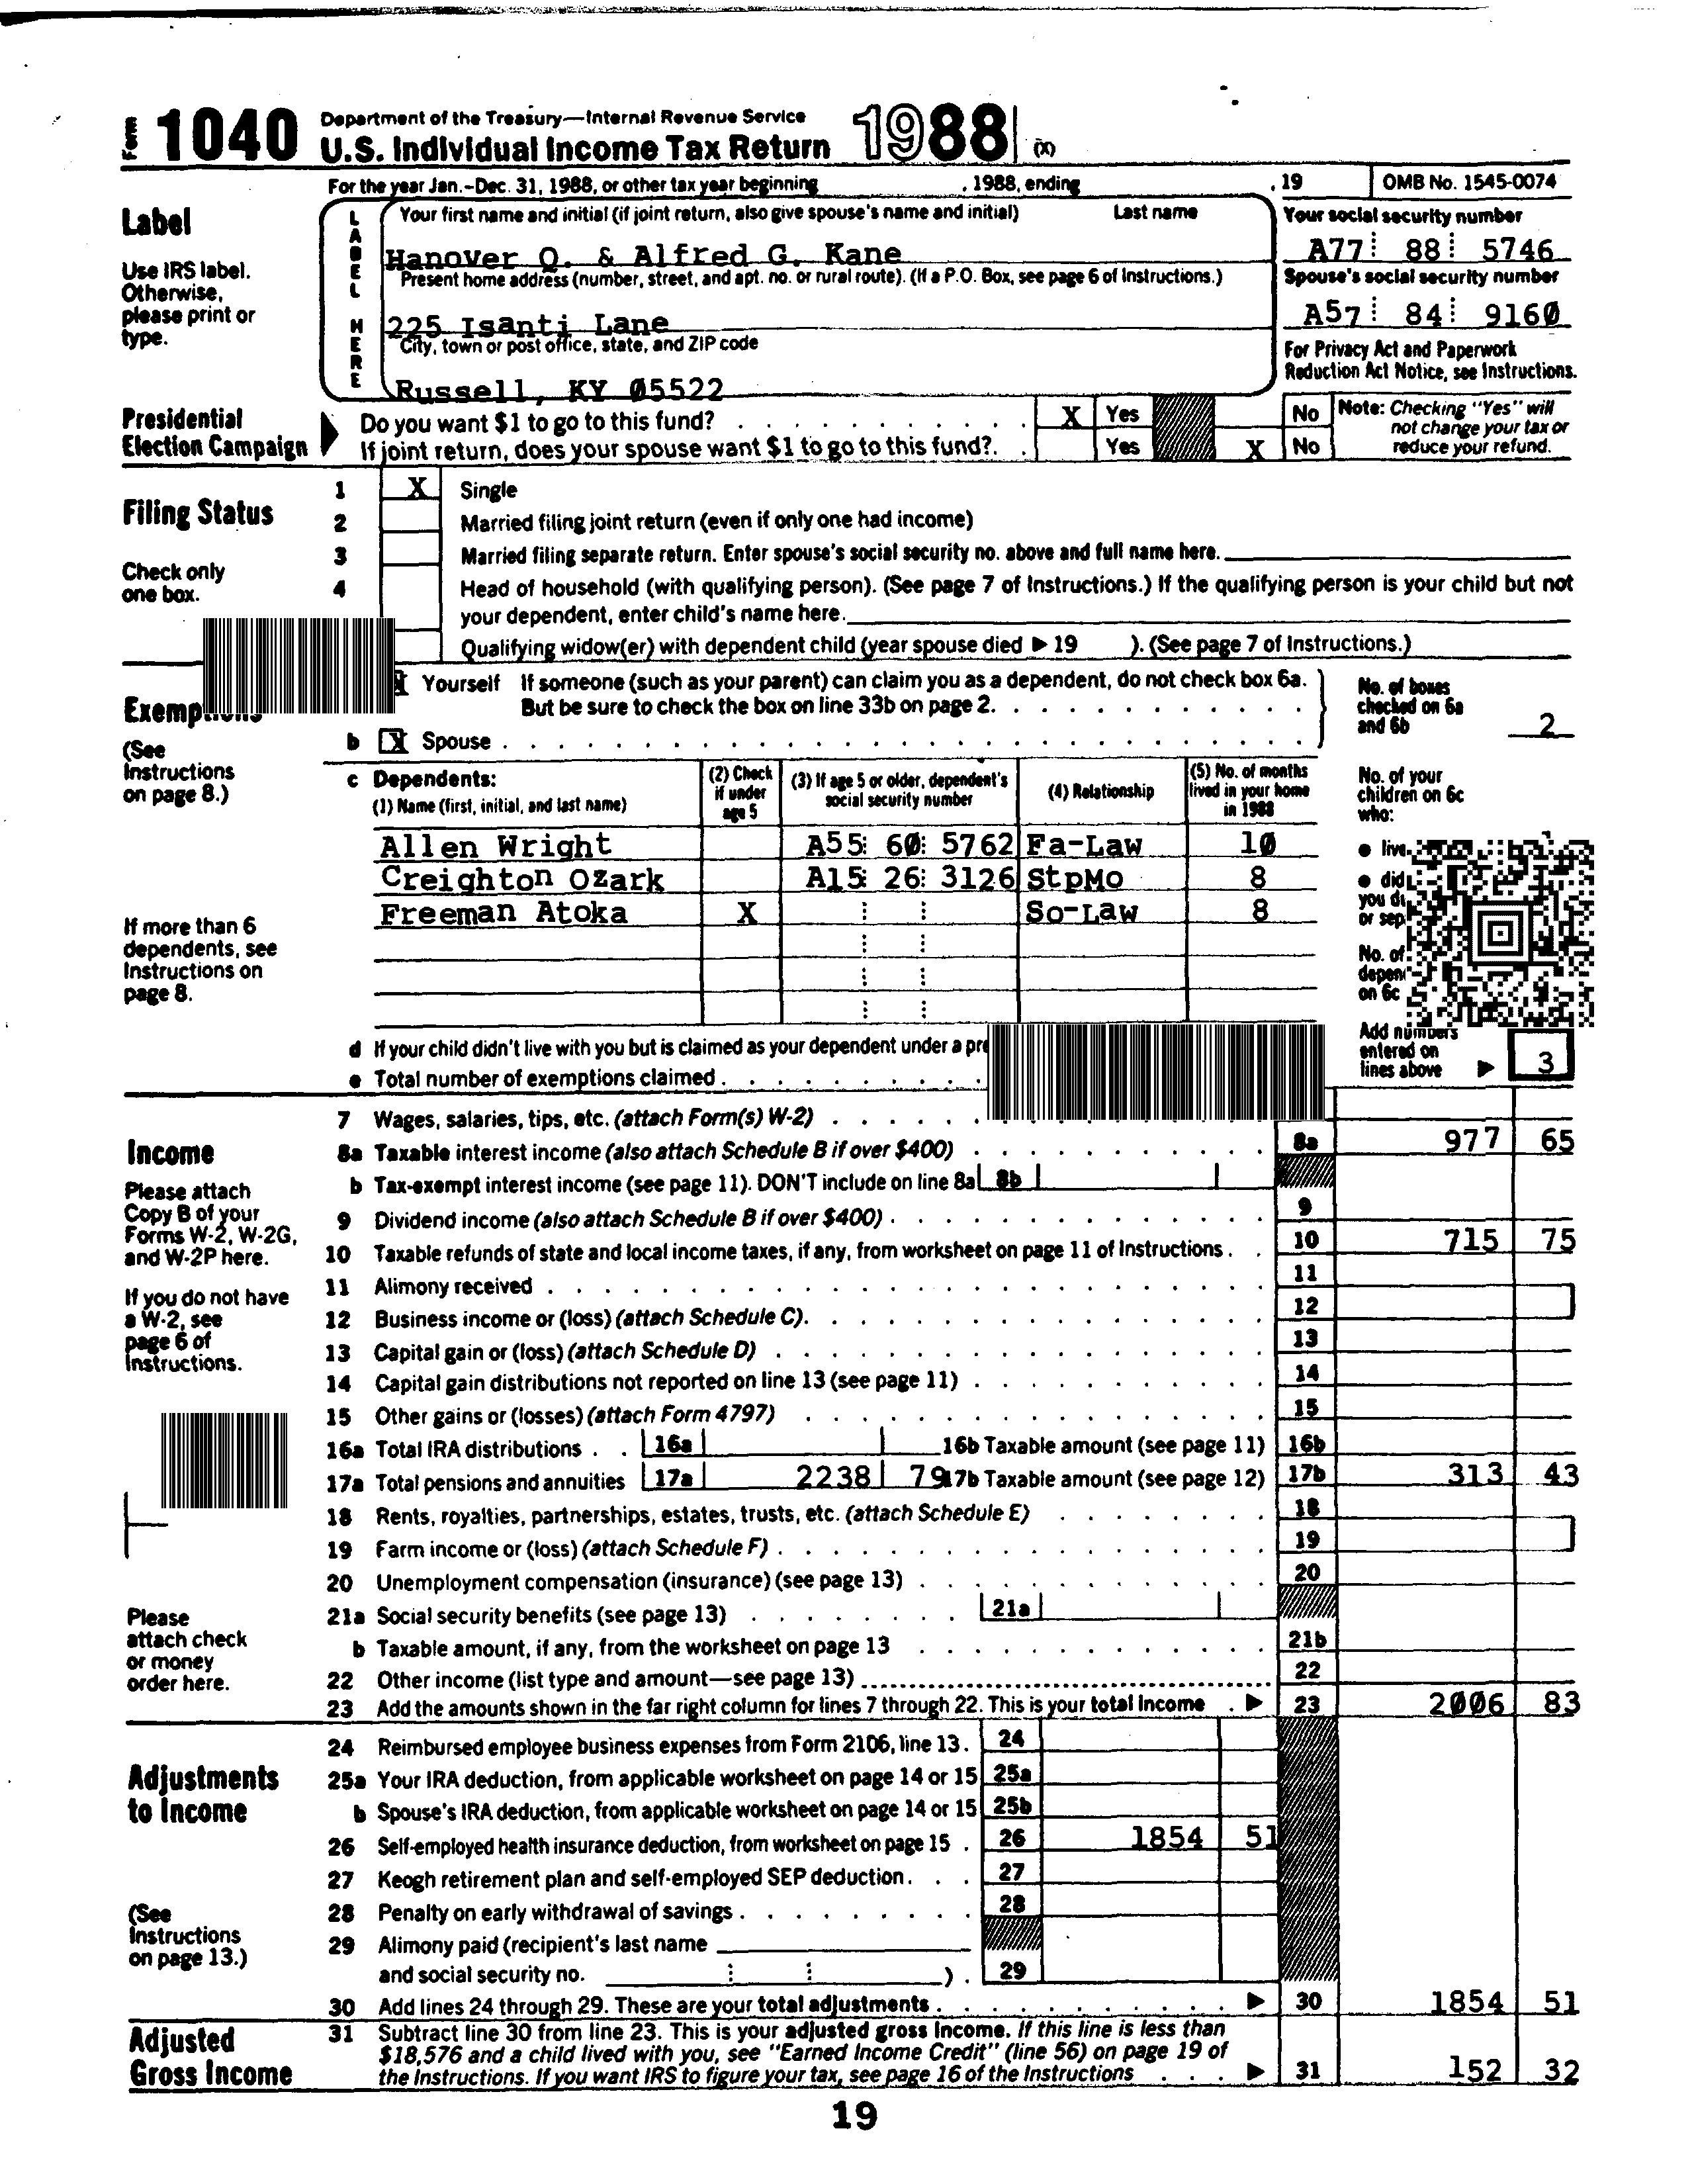 Form 1040 Department of the Treasury—Internal Revenue Service
U.S. Individual Income Tax Return 1988 (X)
For the year Jan.-Dec. 31, 1988, or other tax year beginning , 1988, ending , 19 OMB No. 1545-0074
Label
Use IRS label.
Otherwise,
please print or
type.
LABEL HERE
Your first name and initial (if joint return, also give spouse's name and initial) Last name
Hanover Q. & Alfred G. Kane
Present home address (number, street, and apt. no. or rural route). (If a P.O. Box, see page 6 of Instructions.)
225 Isanti Lane
City, town or post office, state, and ZIP code
Russell, KY 05522
Your social security number
A77 88 5746
Spouse's social security number
A57 84 9160
For Privacy Act and Paperwork
Reduction Act Notice, see Instructions.
Presidential
Election Campaign
Do you want $1 to go to this fund? X Yes No
If joint return, does your spouse want $1 to go to this fund? Yes X No
Note: Checking "Yes" will
not change your tax or
reduce your refund.
Filing Status
Check only
one box.
1 X Single
2 Married filing joint return (even if only one had income)
3 Married filing separate return. Enter spouse's social security no. above and full name here.
4 Head of household (with qualifying person). (See page 7 of Instructions.) If the qualifying person is your child but not
your dependent, enter child's name here.
Qualifying widow(er) with dependent child (year spouse died ▶ 19 ). (See page 7 of Instructions.)
(See
Instructions
on page 8.)
If more than 6
dependents, see
Instructions on
page 8.
Yourself If someone (such as your parent) can claim you as a dependent, do not check box 6a.
But be sure to check the box on line 33b on page 2.
b X Spouse
No. of boxes
checked on 6a
and 6b 2
c Dependents:
(1) Name (first, initial, and last name)
(2) Check
if under
age 5
(3) If age 5 or older, dependent's
social security number
(4) Relationship
(5) No. of months
lived in your home
in 1988
Allen Wright A55 60 5762 Fa-Law 10
Creighton Ozark A15 26 3126 StpMo 8
Freeman Atoka X So-Law 8
No. of your
children on 6c
who:
● live
● did
you
or sep
No. of
on 6c
Add numbers
entered on
lines above ▶ 3
d If your child didn't live with you but is claimed as your dependent under a
e Total number of exemptions claimed
Income
Please attach
Copy B of your
Forms W-2, W-2G,
and W-2P here.
If you do not have
a W-2, see
page 6 of
Instructions.
Please
attach check
or money
order here.
7 Wages, salaries, tips, etc. (attach Form(s) W-2)
8a Taxable interest income (also attach Schedule B if over $400) 8a 977 65
b Tax-exempt interest income (see page 11). DON'T include on line 8a 8b
9 Dividend income (also attach Schedule B if over $400) 9
10 Taxable refunds of state and local income taxes, if any, from worksheet on page 11 of Instructions. 10 715 75
11 Alimony received 11
12 Business income or (loss) (attach Schedule C). 12
13 Capital gain or (loss) (attach Schedule D) 13
14 Capital gain distributions not reported on line 13 (see page 11) 14
15 Other gains or (losses) (attach Form 4797) 15
16a Total IRA distributions 16a 16b Taxable amount (see page 11) 16b
17a Total pensions and annuities 17a 2238 79 17b Taxable amount (see page 12) 17b 313 43
18 Rents, royalties, partnerships, estates, trusts, etc. (attach Schedule E) 18
19 Farm income or (loss) (attach Schedule F) 19
20 Unemployment compensation (insurance) (see page 13) 20
21a Social security benefits (see page 13) 21a
b Taxable amount, if any, from the worksheet on page 13 21b
22 Other income (list type and amount—see page 13) 22
23 Add the amounts shown in the far right column for lines 7 through 22. This is your total income ▶ 23 2006 83
Adjustments
to Income
(See
Instructions
on page 13.)
24 Reimbursed employee business expenses from Form 2106, line 13. 24
25a Your IRA deduction, from applicable worksheet on page 14 or 15 25a
b Spouse's IRA deduction, from applicable worksheet on page 14 or 15 25b
26 Self-employed health insurance deduction, from worksheet on page 15 26 1854 51
27 Keogh retirement plan and self-employed SEP deduction 27
28 Penalty on early withdrawal of savings 28
29 Alimony paid (recipient's last name
and social security no. ) 29
30 Add lines 24 through 29. These are your total adjustments ▶ 30 1854 51
Adjusted
Gross Income
31 Subtract line 30 from line 23. This is your adjusted gross income. If this line is less than
$18,576 and a child lived with you, see "Earned Income Credit" (line 56) on page 19 of
the Instructions. If you want IRS to figure your tax, see page 16 of the Instructions ▶ 31 152 32
19